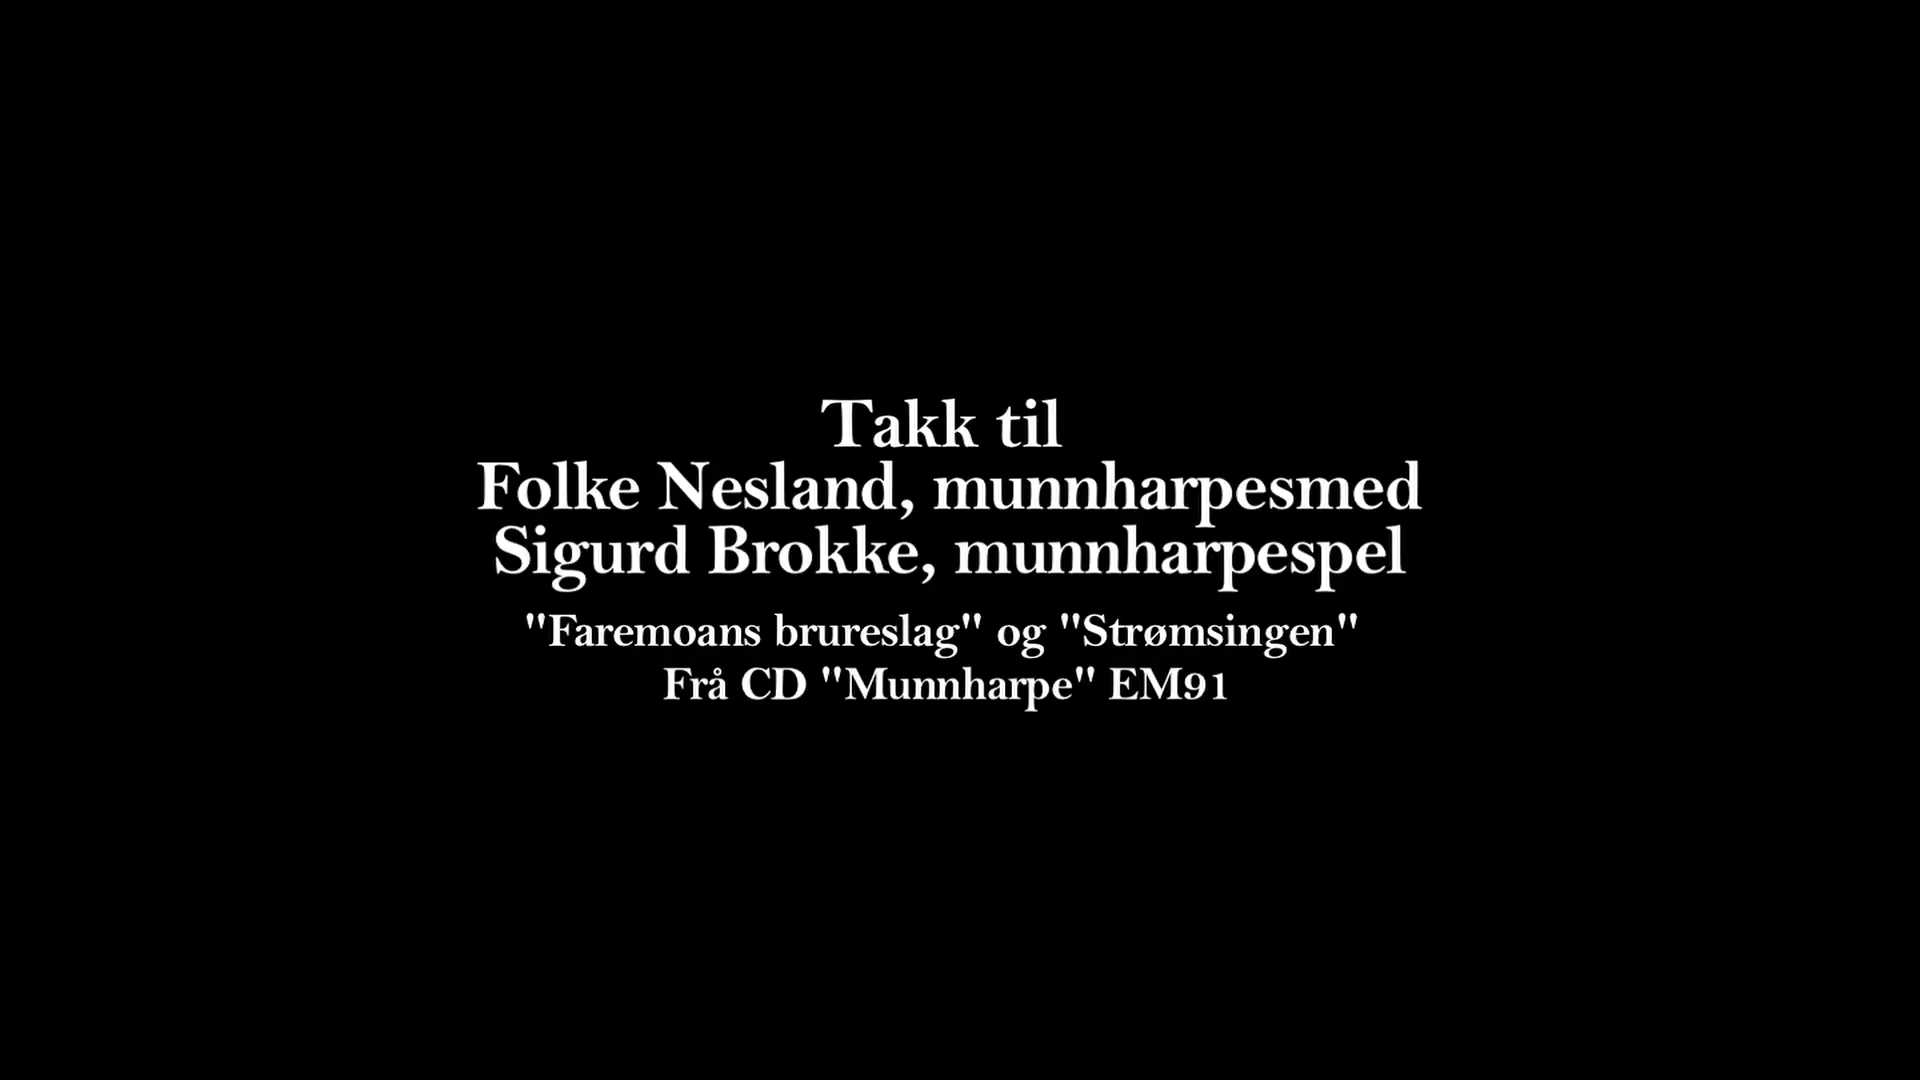 Takk til
Folke Nesland, munnharpesmed
Sigurd Brokke, munnharpespel
"Faremoans brureslag" og "Strømsingen"
Frå CD "Munnharpe" EM91